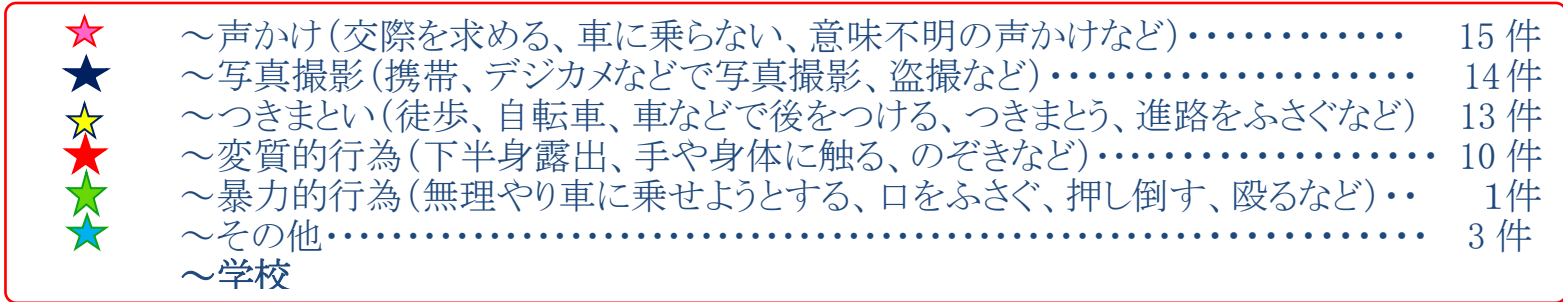 ～声かけ(交際を求める、車に乗らない、意味不明の声かけなど)・・・・・・・・・・・・ 15件
～写真撮影(携帯、デジカメなどで写真撮影、盗撮など)・・・・・・・・・・・・・・・・・・ 14件
～つきまとい(徒歩、自転車、車などで後をつける、つきまとう、進路をふさぐなど) 13件
～変質的行為(下半身露出、手や身体に触る、のぞきなど)・・・・・・・・・・・・・・・・・ 10件
～暴力的行為(無理やり車に乗せようとする、口をふさぐ、押し倒す、殴るなど)・・ 1件
～その他・・・・・・・・・・・・・・・・・・・・・・・・・・・・・・・・・・・・・・・・・・・・・・・・・・・・・・ 3件
～学校